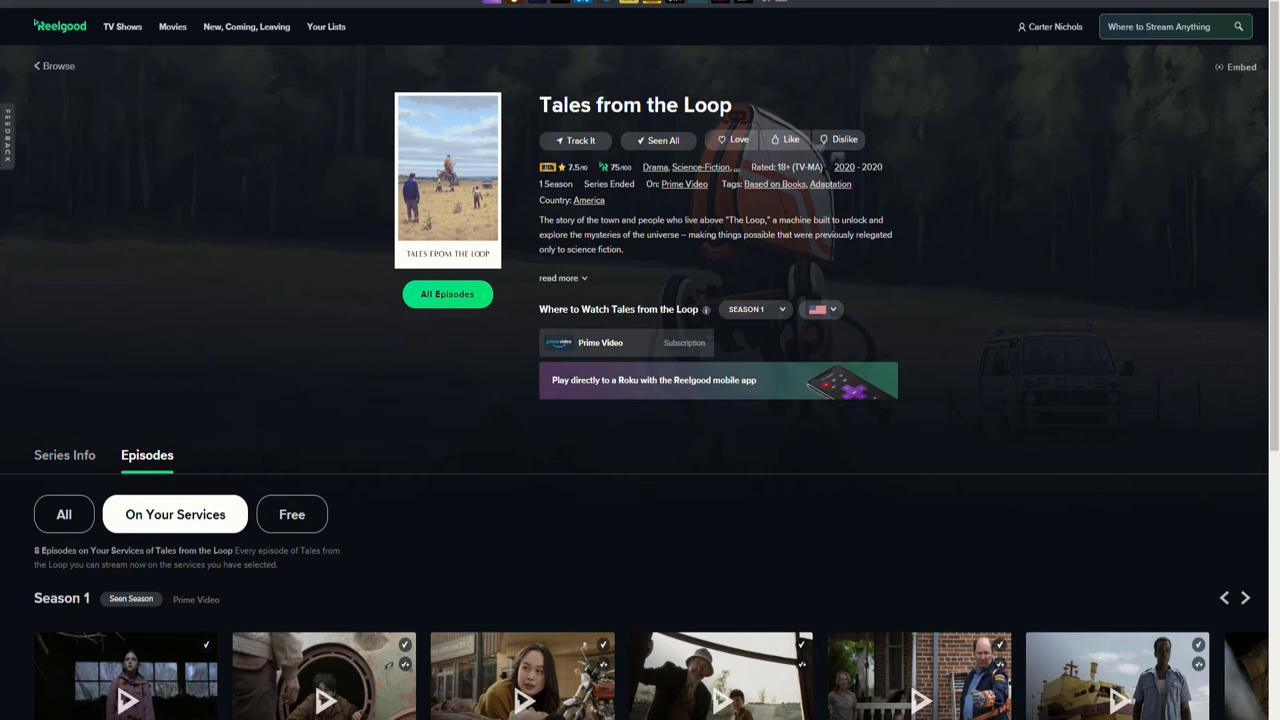 Reelgood TV Shows Movies New, Coming, Leaving Your Lists Carter Nichols Where to Stream Anything
Browse
Embed
FEEDBACK
Tales from the Loop
Track It Seen All Love Like Dislike
7.5/10 75/100 Drama, Science-Fiction, ... Rated: 18+ (TV-MA) 2020 - 2020
1 Season Series Ended On: Prime Video Tags: Based on Books, Adaptation
Country: America
The story of the town and people who live above "The Loop," a machine built to unlock and
explore the mysteries of the universe – making things possible that were previously relegated
only to science fiction.
TALES FROM THE LOOP
read more
All Episodes
Where to Watch Tales from the Loop SEASON 1
prime video Prime Video Subscription
Play directly to a Roku with the Reelgood mobile app
POLIS
Series Info Episodes
All On Your Services Free
8 Episodes on Your Services of Tales from the Loop Every episode of Tales from
the Loop you can stream now on the services you have selected.
Season 1 Seen Season Prime Video